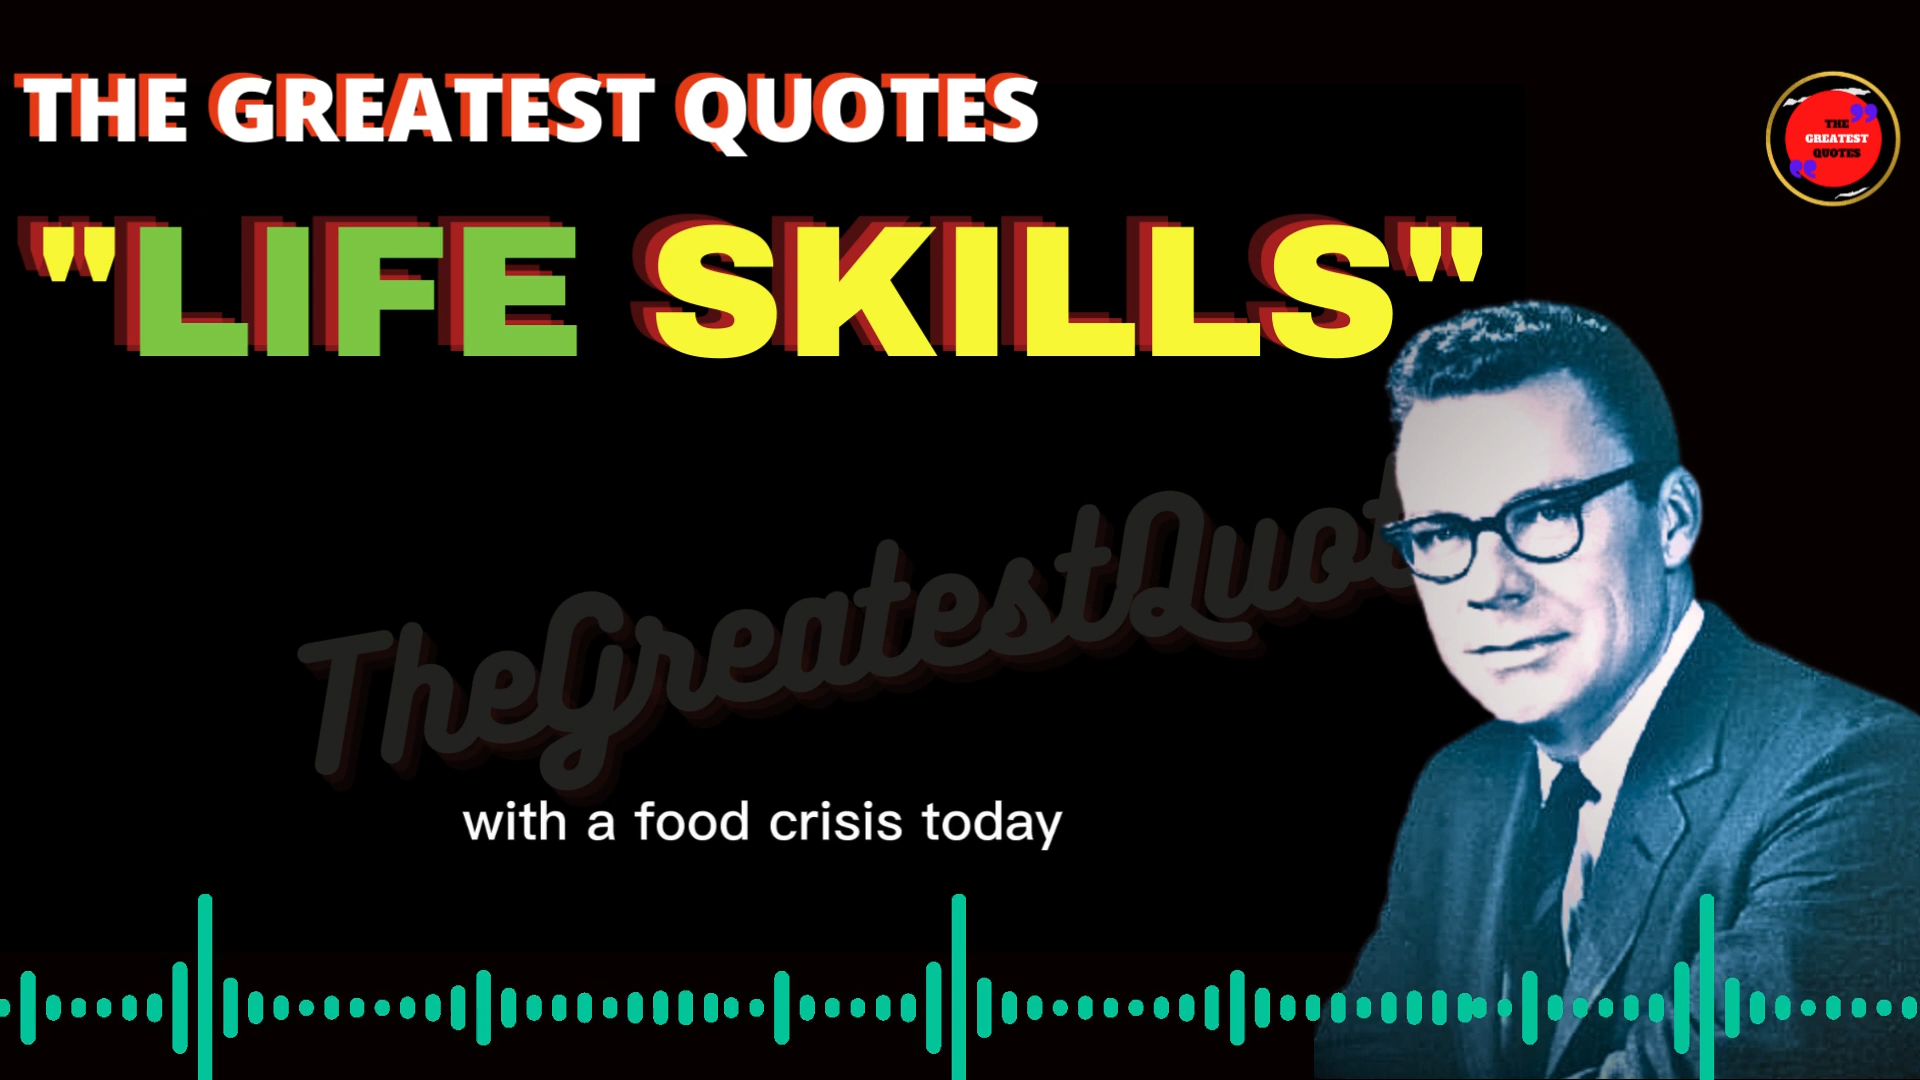 THE GREATEST QUOTES
THE
GREATEST
QUOTES
"LIFE SKILLS"
TheGreatestQuot
with a food crisis today